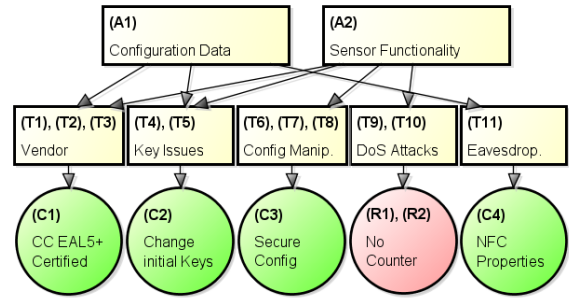 (A1)
Configuration Data
(A2)
Sensor Functionality
(T1), (T2), (T3)
Vendor
(T4), (T5)
Key Issues
(T6), (T7), (T8)
Config Manip.
(T9), (T10)
DoS Attacks
(T11)
Eavesdrop.
(C1)
CC EAL5+
Certified
(C2)
Change
initial Keys
(C3)
Secure
Config
(R1), (R2)
No
Counter
(C4)
NFC
Properties